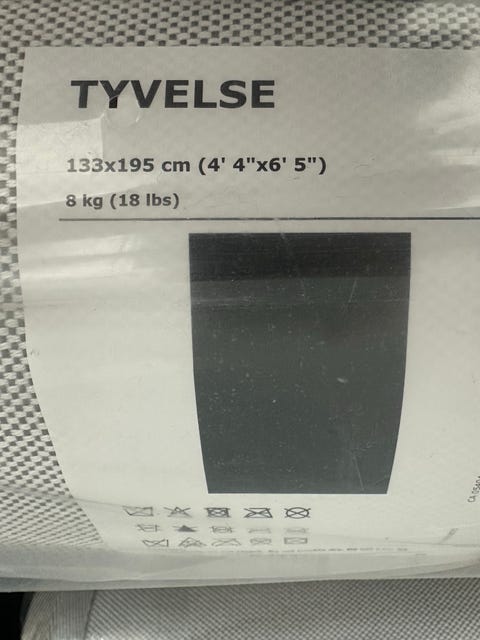 TYVELSE
133x195 cm (4' 4"x6' 5")
8 kg (18 lbs)